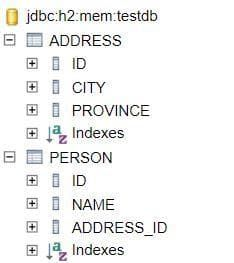 jdbc:h2:mem:testdb
ADDRESS
ID
CITY
PROVINCE
Indexes
PERSON
ID
NAME
ADDRESS_ID
Indexes